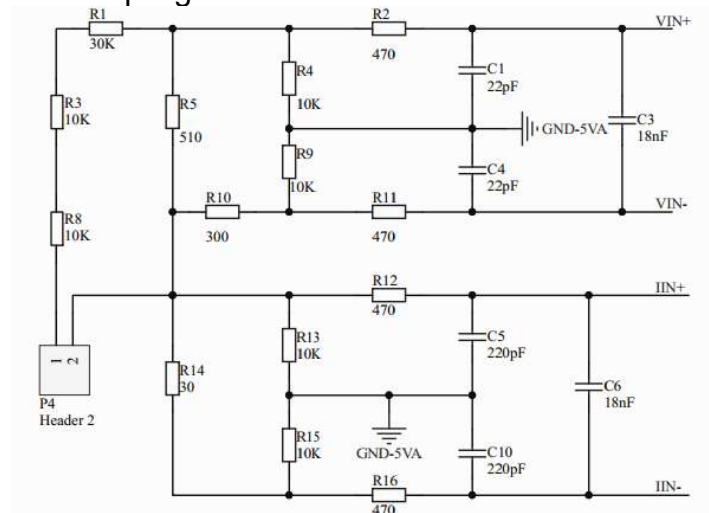 R1
30K
R2
470
VIN+
R3
10K
R5
510
R4
10K
C1
22pF
GND-5VA
C3
18nF
R9
10K
C4
22pF
R8
10K
R10
300
R11
470
VIN-
R12
470
IIN+
R13
10K
C5
220pF
1
2
P4
Header 2
R14
30
C6
18nF
R15
10K
GND-5VA
C10
220pF
R16
470
IIN-